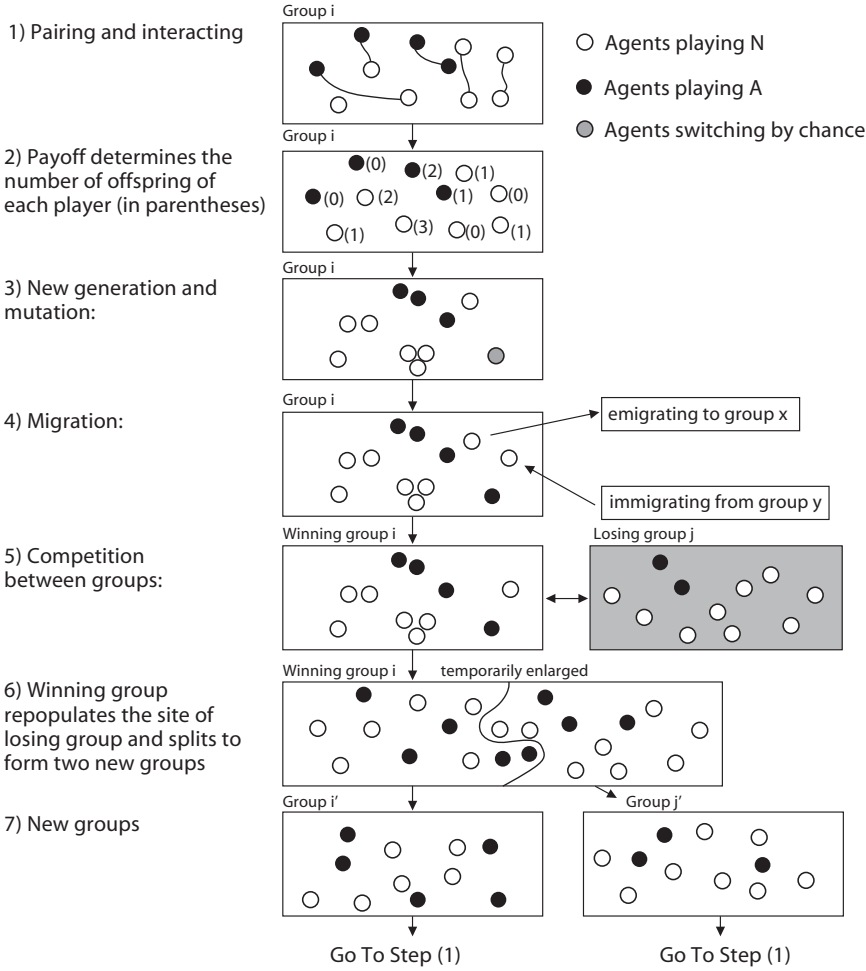 1) Pairing and interacting
Group i
Agents playing N
Agents playing A
Agents switching by chance
2) Payoff determines the
number of offspring of
each player (in parentheses)
Group i
(0)
(2)
(1)
(0)
(2)
(1)
(0)
(1)
(3)
(0)
(1)
3) New generation and
mutation:
Group i
4) Migration:
Group i
emigrating to group x
immigrating from group y
5) Competition
between groups:
Winning group i
Losing group j
6) Winning group
repopulates the site of
losing group and splits to
form two new groups
Winning group i
temporarily enlarged
7) New groups
Group i’
Group j’
Go To Step (1)
Go To Step (1)